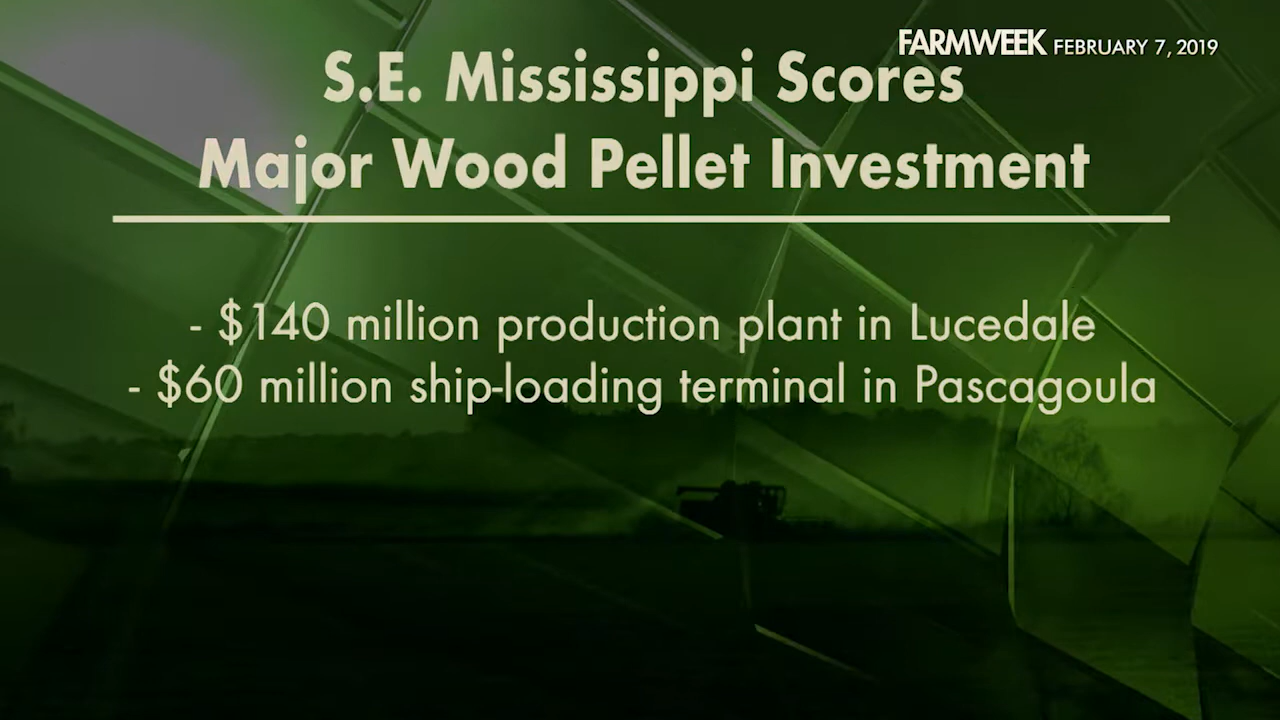 FARMWEEK FEBRUARY 7, 2019
S.E. Mississippi Scores
Major Wood Pellet Investment
- $140 million production plant in Lucedale
- $60 million ship-loading terminal in Pascagoula